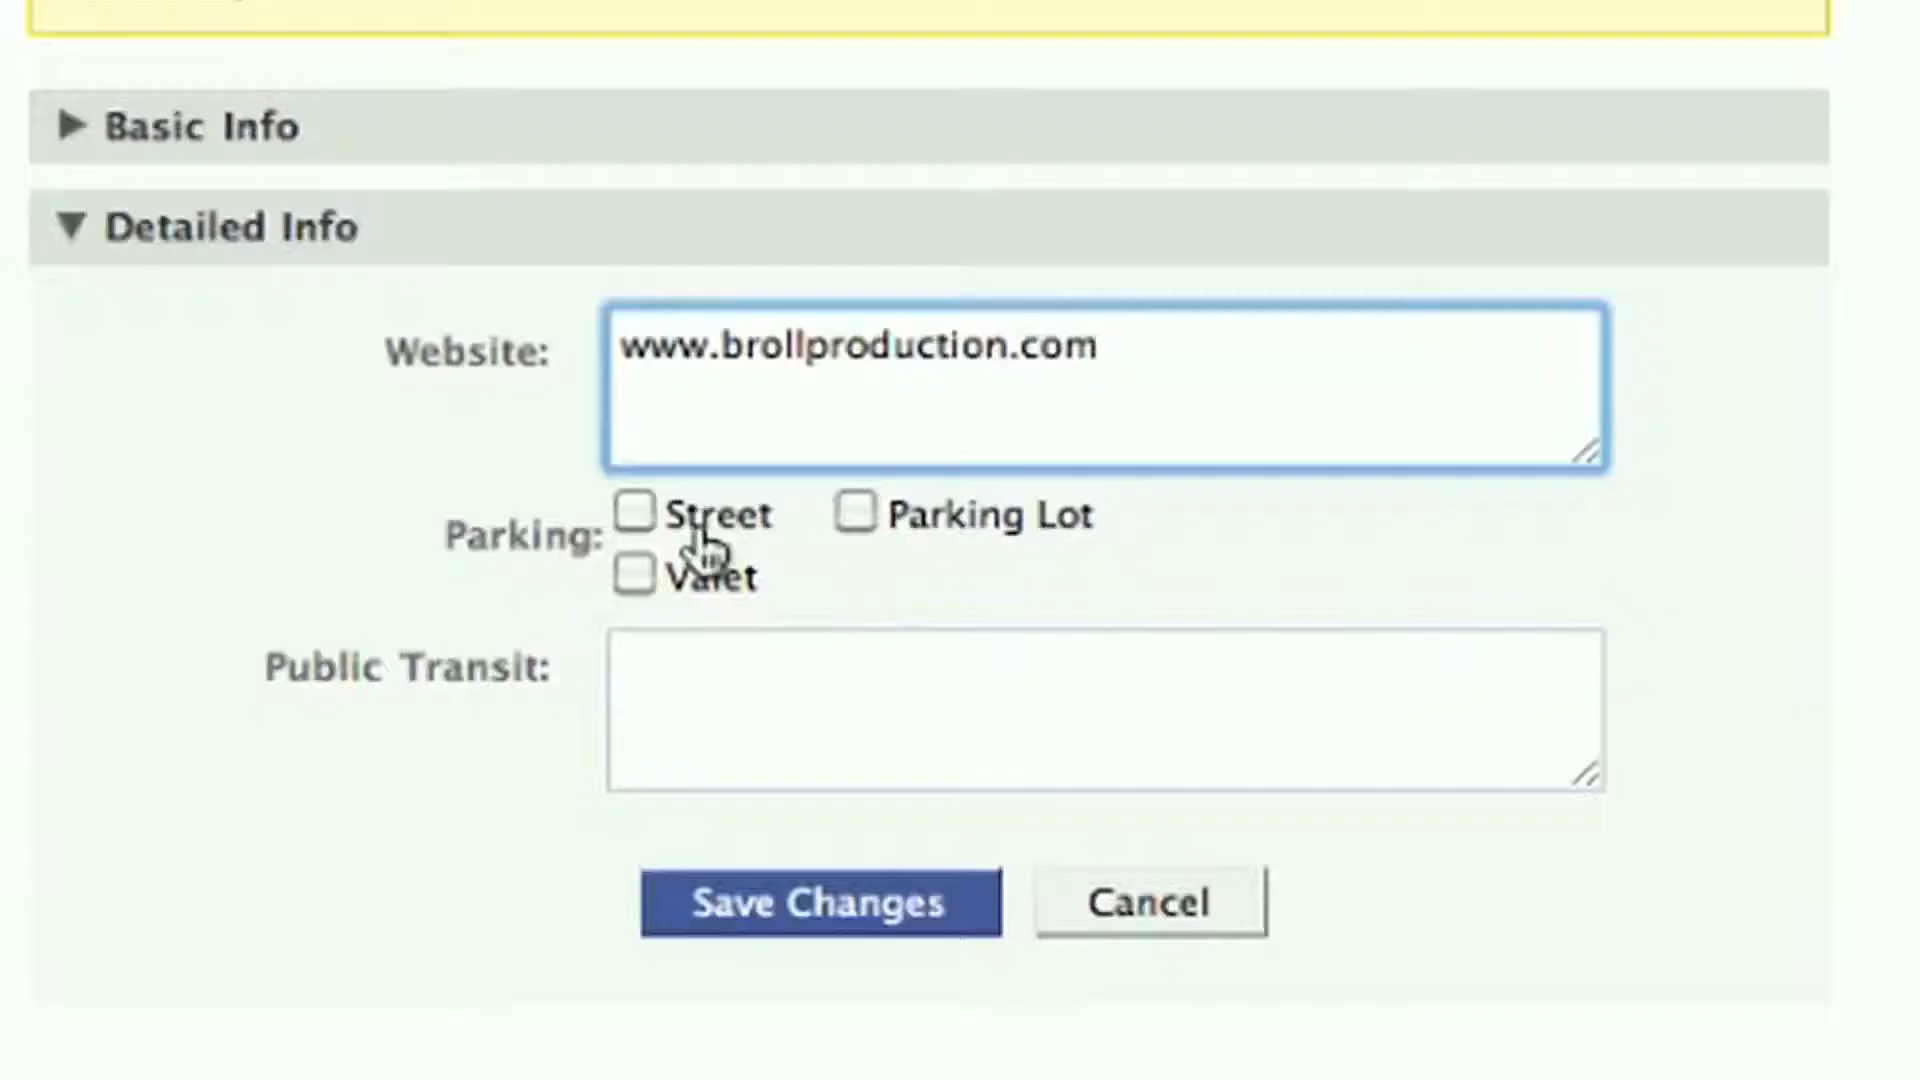 Basic Info
Detailed Info
Website: www.brollproduction.com
Parking: Street Parking Lot
Valet
Public Transit:
Save Changes Cancel